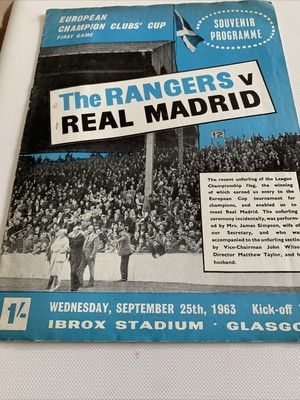 EUROPEAN
CHAMPION CLUBS' CUP
FIRST GAME
SOUVENIR
PROGRAMME
The RANGERS v
REAL MADRID
12
The recent unfurling of the League
Championship flag, the winning
of which earned us entry to the
European Cup tournament for
champions, and enabled us to
meet Real Madrid. The unfurling
ceremony incidentally, was perform-
ed by Mrs. James Simpson, wife of
our Secretary, and who was
accompanied to the unfurling section
by Vice-Chairman John Wilson
Director Matthew Taylor, and h
husband.
1/-
WEDNESDAY, SEPTEMBER 25th, 1963 Kick-off
IBROX STADIUM · GLASGO